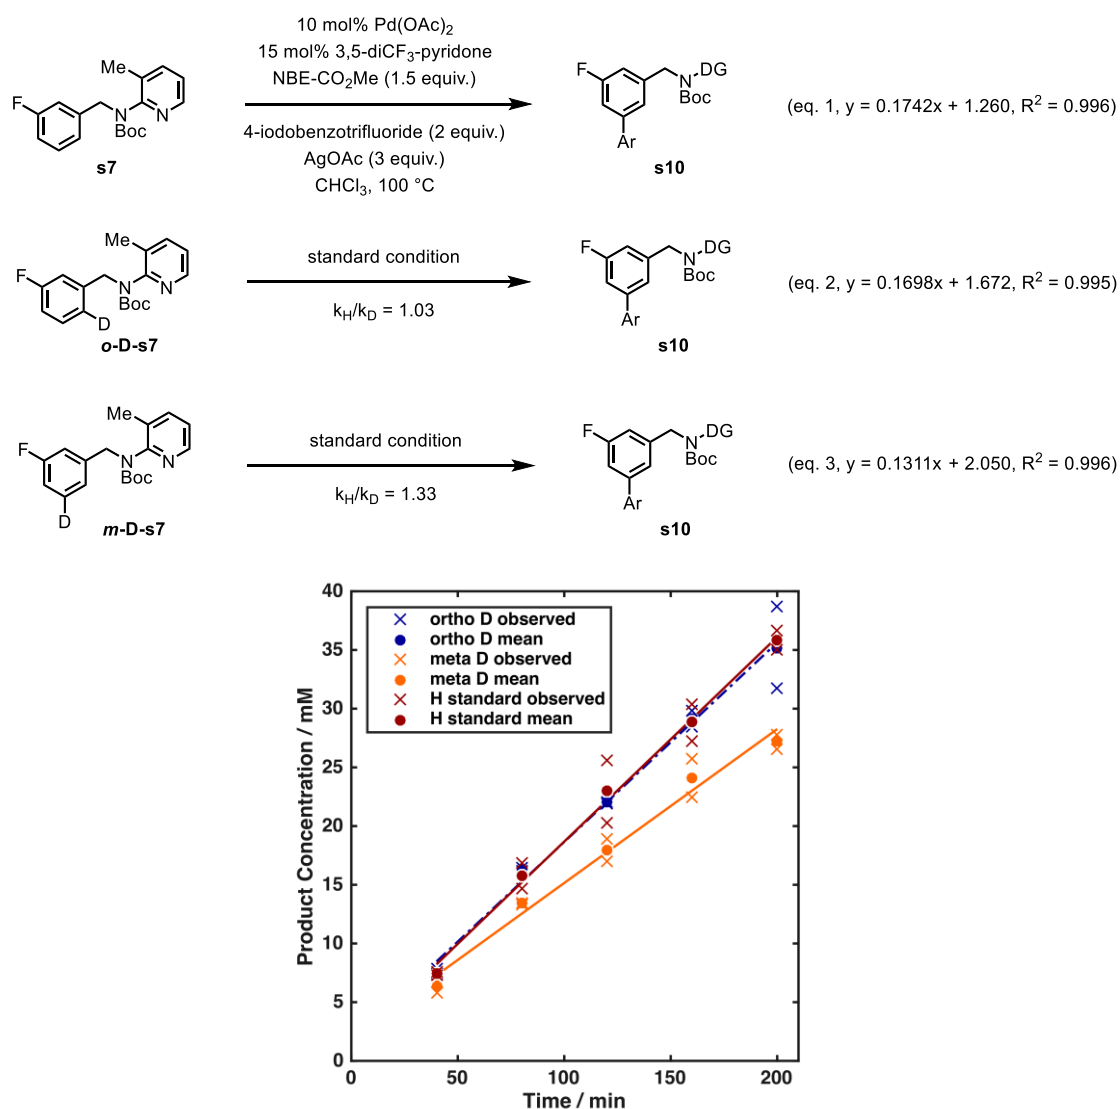 10 mol% Pd(OAc)₂
15 mol% 3,5-diCF₃-pyridone
NBE-CO₂Me (1.5 equiv.)
4-iodobenzotrifluoride (2 equiv.)
AgOAc (3 equiv.)
CHCl₃, 100 °C
Me
F
N
Boc
N
s7
F
N
DG
Boc
Ar
s10
(eq. 1, y = 0.1742x + 1.260, R² = 0.996)
Me
F
N
Boc
N
D
o-D-s7
standard condition
kH/kD = 1.03
F
N
DG
Boc
Ar
s10
(eq. 2, y = 0.1698x + 1.672, R² = 0.995)
Me
F
N
Boc
N
D
m-D-s7
standard condition
kH/kD = 1.33
F
N
DG
Boc
Ar
s10
(eq. 3, y = 0.1311x + 2.050, R² = 0.996)
ortho D observed
ortho D mean
meta D observed
meta D mean
H standard observed
H standard mean
Product Concentration / mM
40
35
30
25
20
15
10
5
0
0
50
100
150
200
Time / min